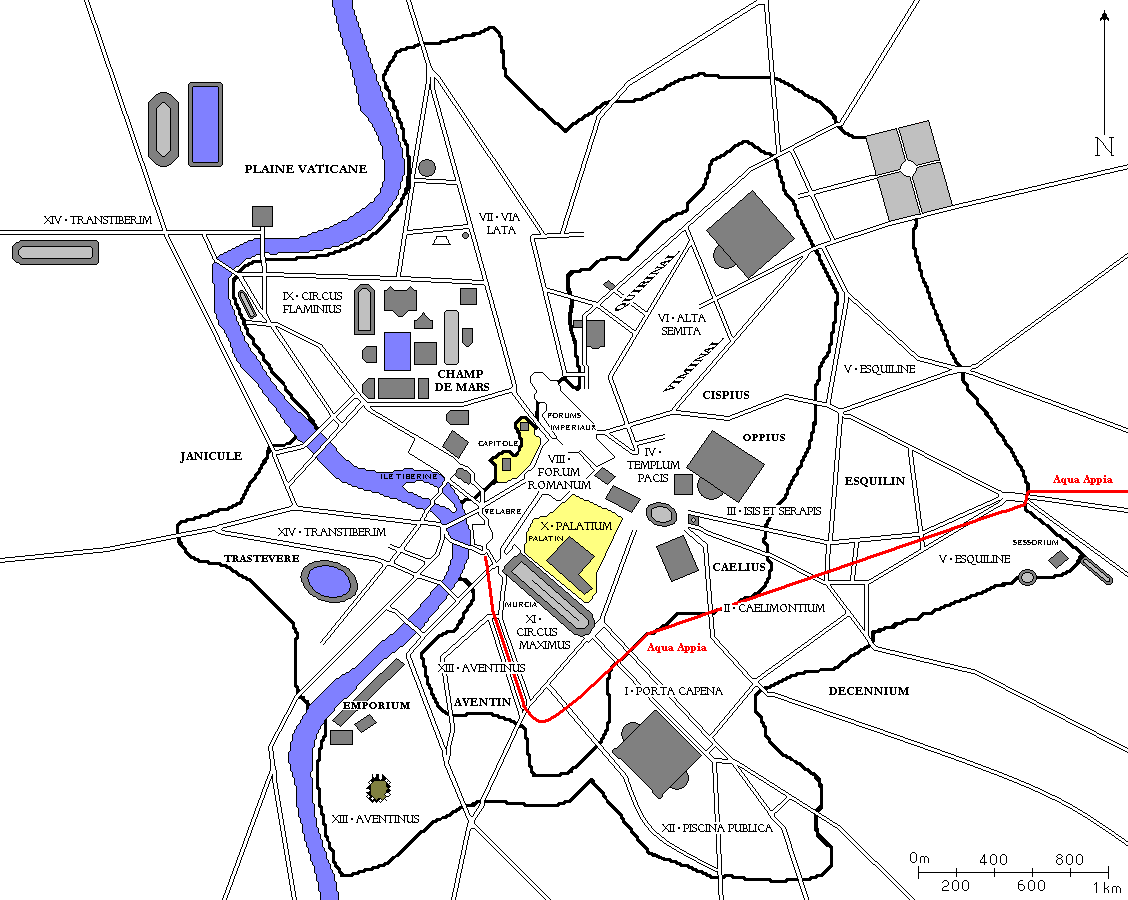 N
PLAINE VATICANE
XIV · TRANSTIBERIM
VII · VIA
LATA
QUIRINAL
IX · CIRCUS
FLAMINIUS
VI · ALTA
SEMITA
VIMINAL
CHAMP
DE MARS
V · ESQUILINE
CISPIUS
FORUMS
IMPERIAUX
CAPITOLE
OPPIUS
JANICULE
VIII ·
FORUM
ROMANUM
IV ·
TEMPLUM
PACIS
ILE TIBERINE
ESQUILIN
Aqua Appia
VELABRE
III · ISIS ET SERAPIS
X · PALATIUM
PALATIN
XIV · TRANSTIBERIM
SESSORIUM
TRASTEVERE
V · ESQUILINE
CAELIUS
MURCIA
XI ·
CIRCUS
MAXIMUS
II · CAELIMONTIUM
Aqua Appia
XIII · AVENTINUS
I · PORTA CAPENA
DECENNIUM
EMPORIUM
AVENTIN
XIII · AVENTINUS
XII · PISCINA PUBLICA
0m 400 800
200 600 1km